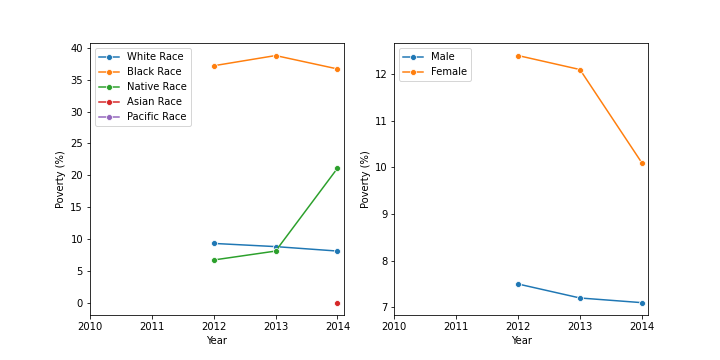 White Race
Black Race
Native Race
Asian Race
Pacific Race
40
35
30
25
20
15
10
5
0
Poverty (%)
2010 2011 2012 2013 2014
Year
Male
Female
12
11
10
9
8
7
Poverty (%)
2010 2011 2012 2013 2014
Year